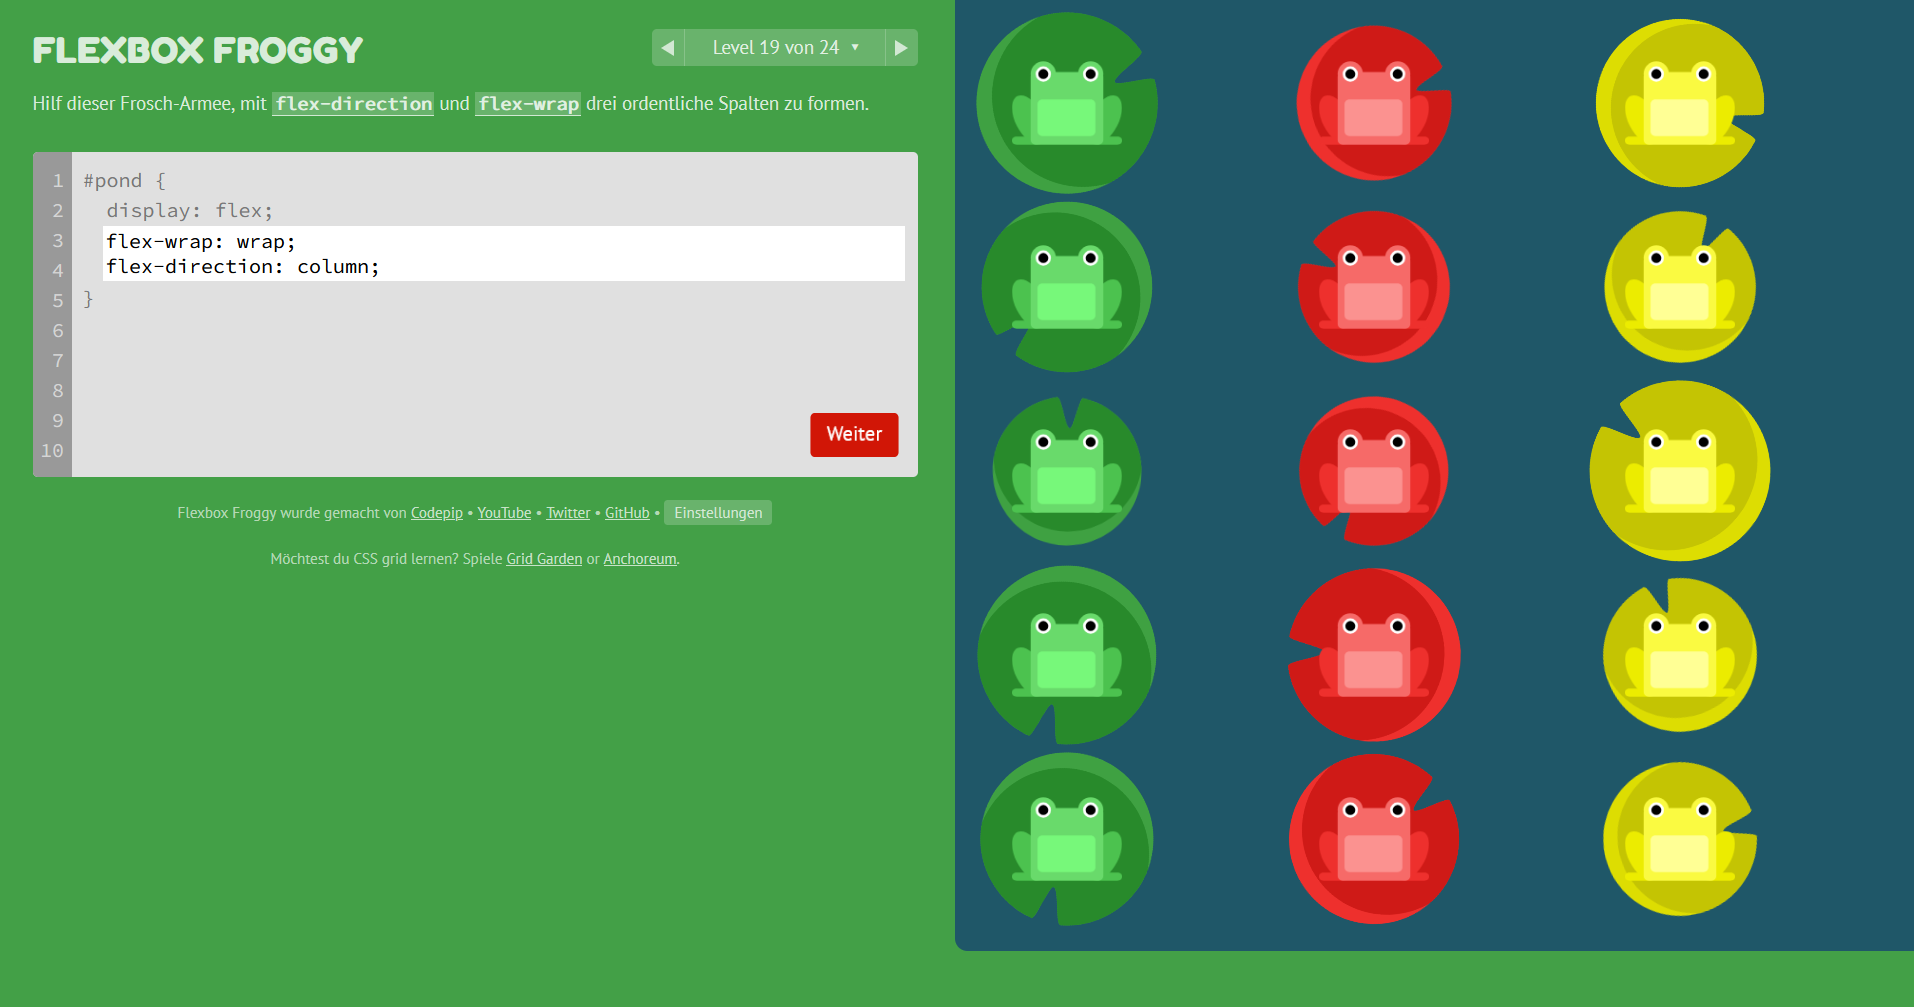 FLEXBOX FROGGY
◀ Level 19 von 24 ▼ ▶
Hilf dieser Frosch-Armee, mit flex-direction und flex-wrap drei ordentliche Spalten zu formen.
1 #pond {
2 display: flex;
3 flex-wrap: wrap;
4 flex-direction: column;
5 }
6
7
8
9
10
Weiter
Flexbox Froggy wurde gemacht von Codepip • YouTube • Twitter • GitHub • Einstellungen
Möchtest du CSS grid lernen? Spiele Grid Garden or Anchoreum.